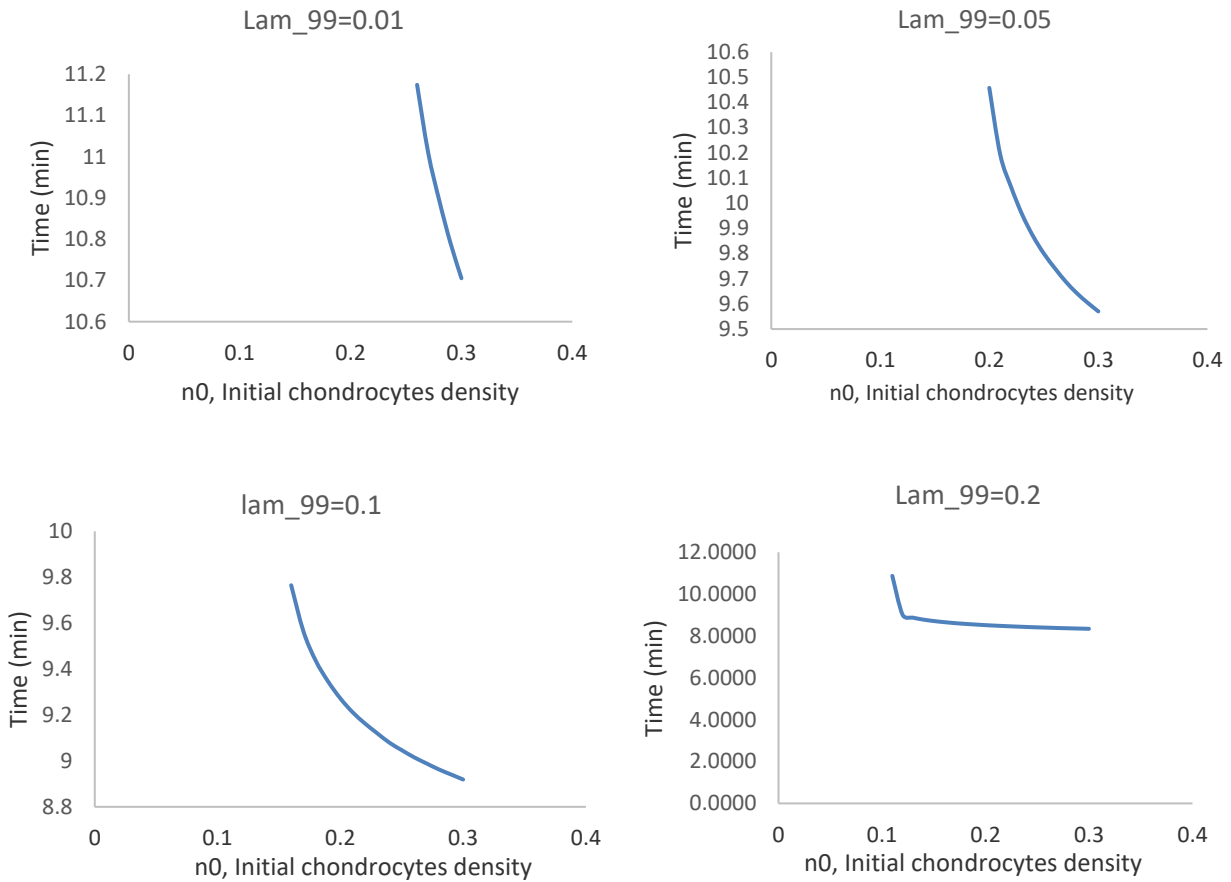 Lam_99=0.01
11.2
11.1
11
10.9
10.8
10.7
10.6
Time (min)
0 0.1 0.2 0.3 0.4
n0, Initial chondrocytes density
Lam_99=0.05
10.6
10.5
10.4
10.3
10.2
10.1
10
9.9
9.8
9.7
9.6
9.5
Time (min)
0 0.1 0.2 0.3 0.4
n0, Initial chondrocytes density
lam_99=0.1
10
9.8
9.6
9.4
9.2
9
8.8
Time (min)
0 0.1 0.2 0.3 0.4
n0, Initial chondrocytes density
Lam_99=0.2
12.0000
10.0000
8.0000
6.0000
4.0000
2.0000
0.0000
Time (min)
0 0.1 0.2 0.3 0.4
n0, Initial chondrocytes density